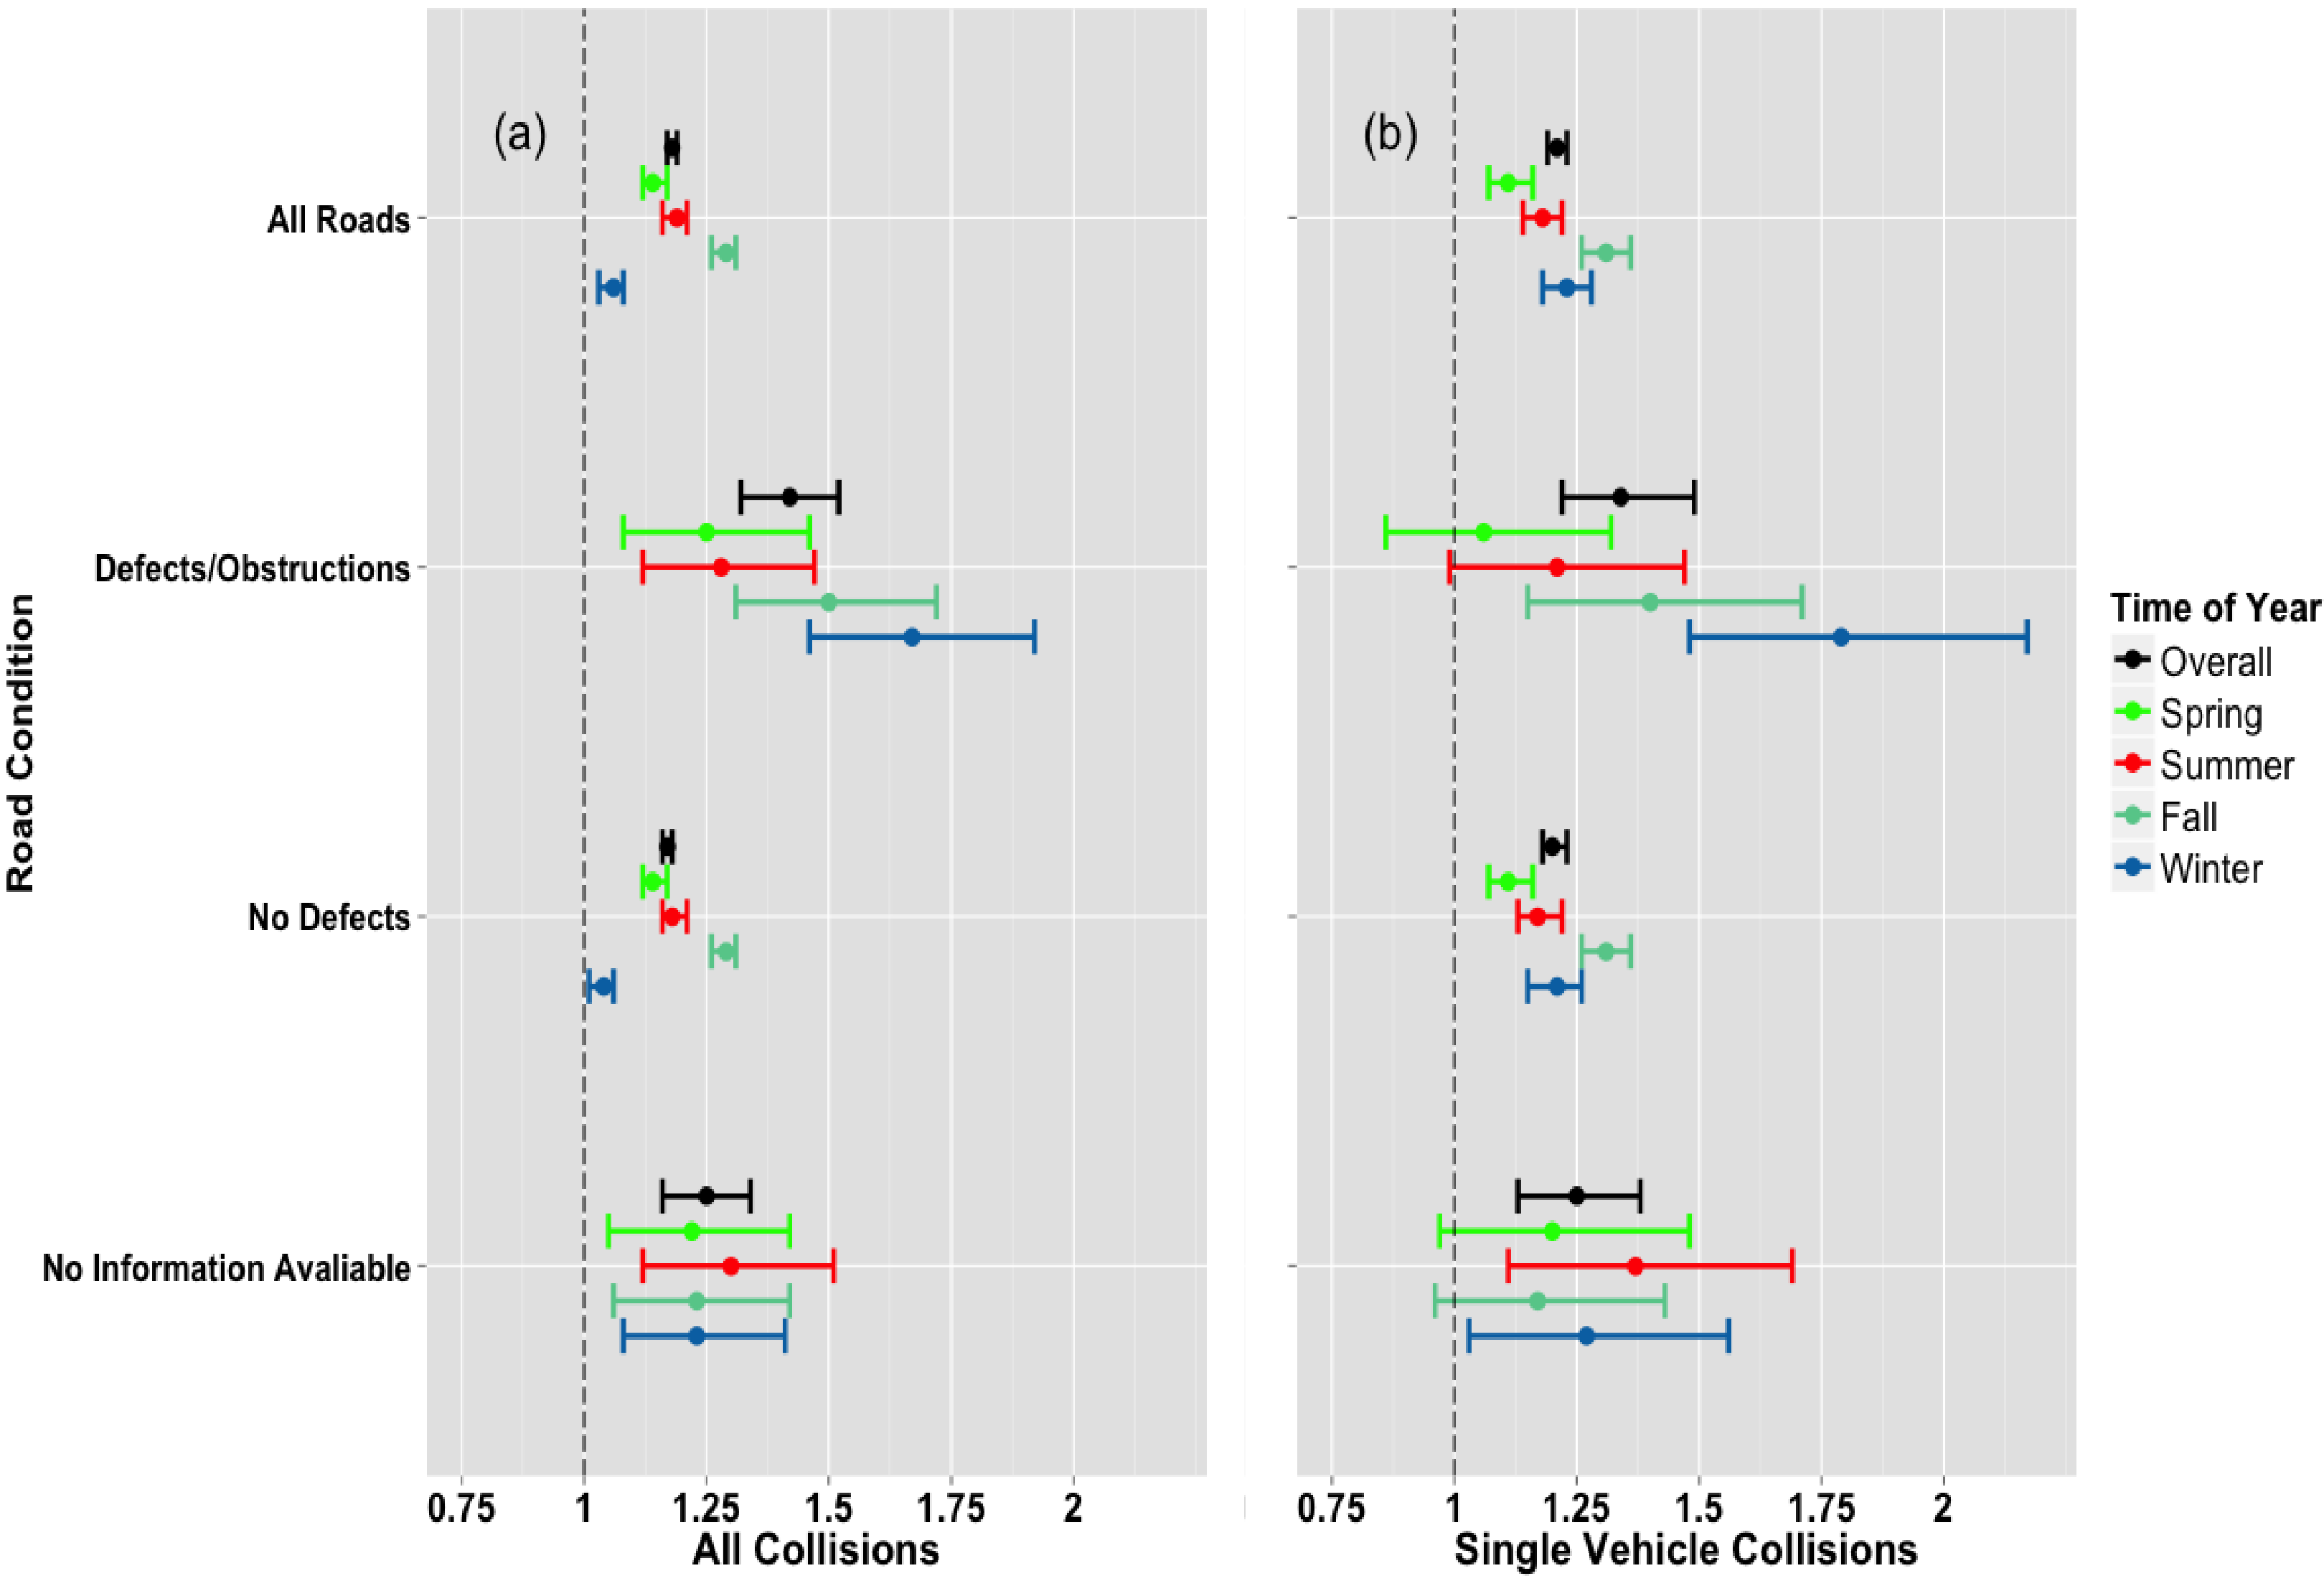 (a)
(b)
All Roads
Defects/Obstructions
No Defects
No Information Avaliable
Road Condition
0.75 1 1.25 1.5 1.75 2
All Collisions
0.75 1 1.25 1.5 1.75 2
Single Vehicle Collisions
Time of Year
Overall
Spring
Summer
Fall
Winter